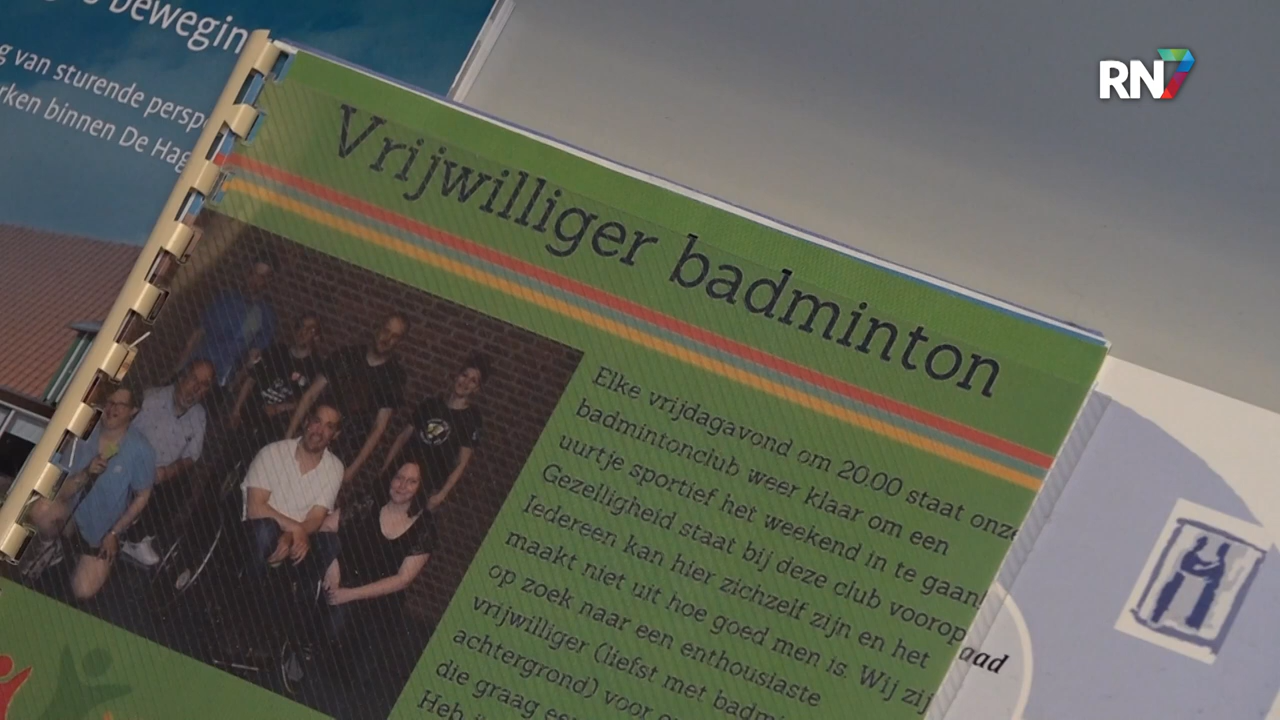 bewegin
van sturende persp
rken binnen De Hag
RN7
Vrijwilliger badminton
Elke vrijdagavond om 20.00 staat onze
badmintonclub weer klaar om een
uurtje sportief het weekend in te gaan.
Gezelligheid staat bij deze club voorop
Iedereen kan hier zichzelf zijn en het
maakt niet uit hoe goed men is. Wij zij
op zoek naar een enthousiaste
vrijwilliger (liefst met badmi
achtergrond) voor o
die graag ee
Heb
aad